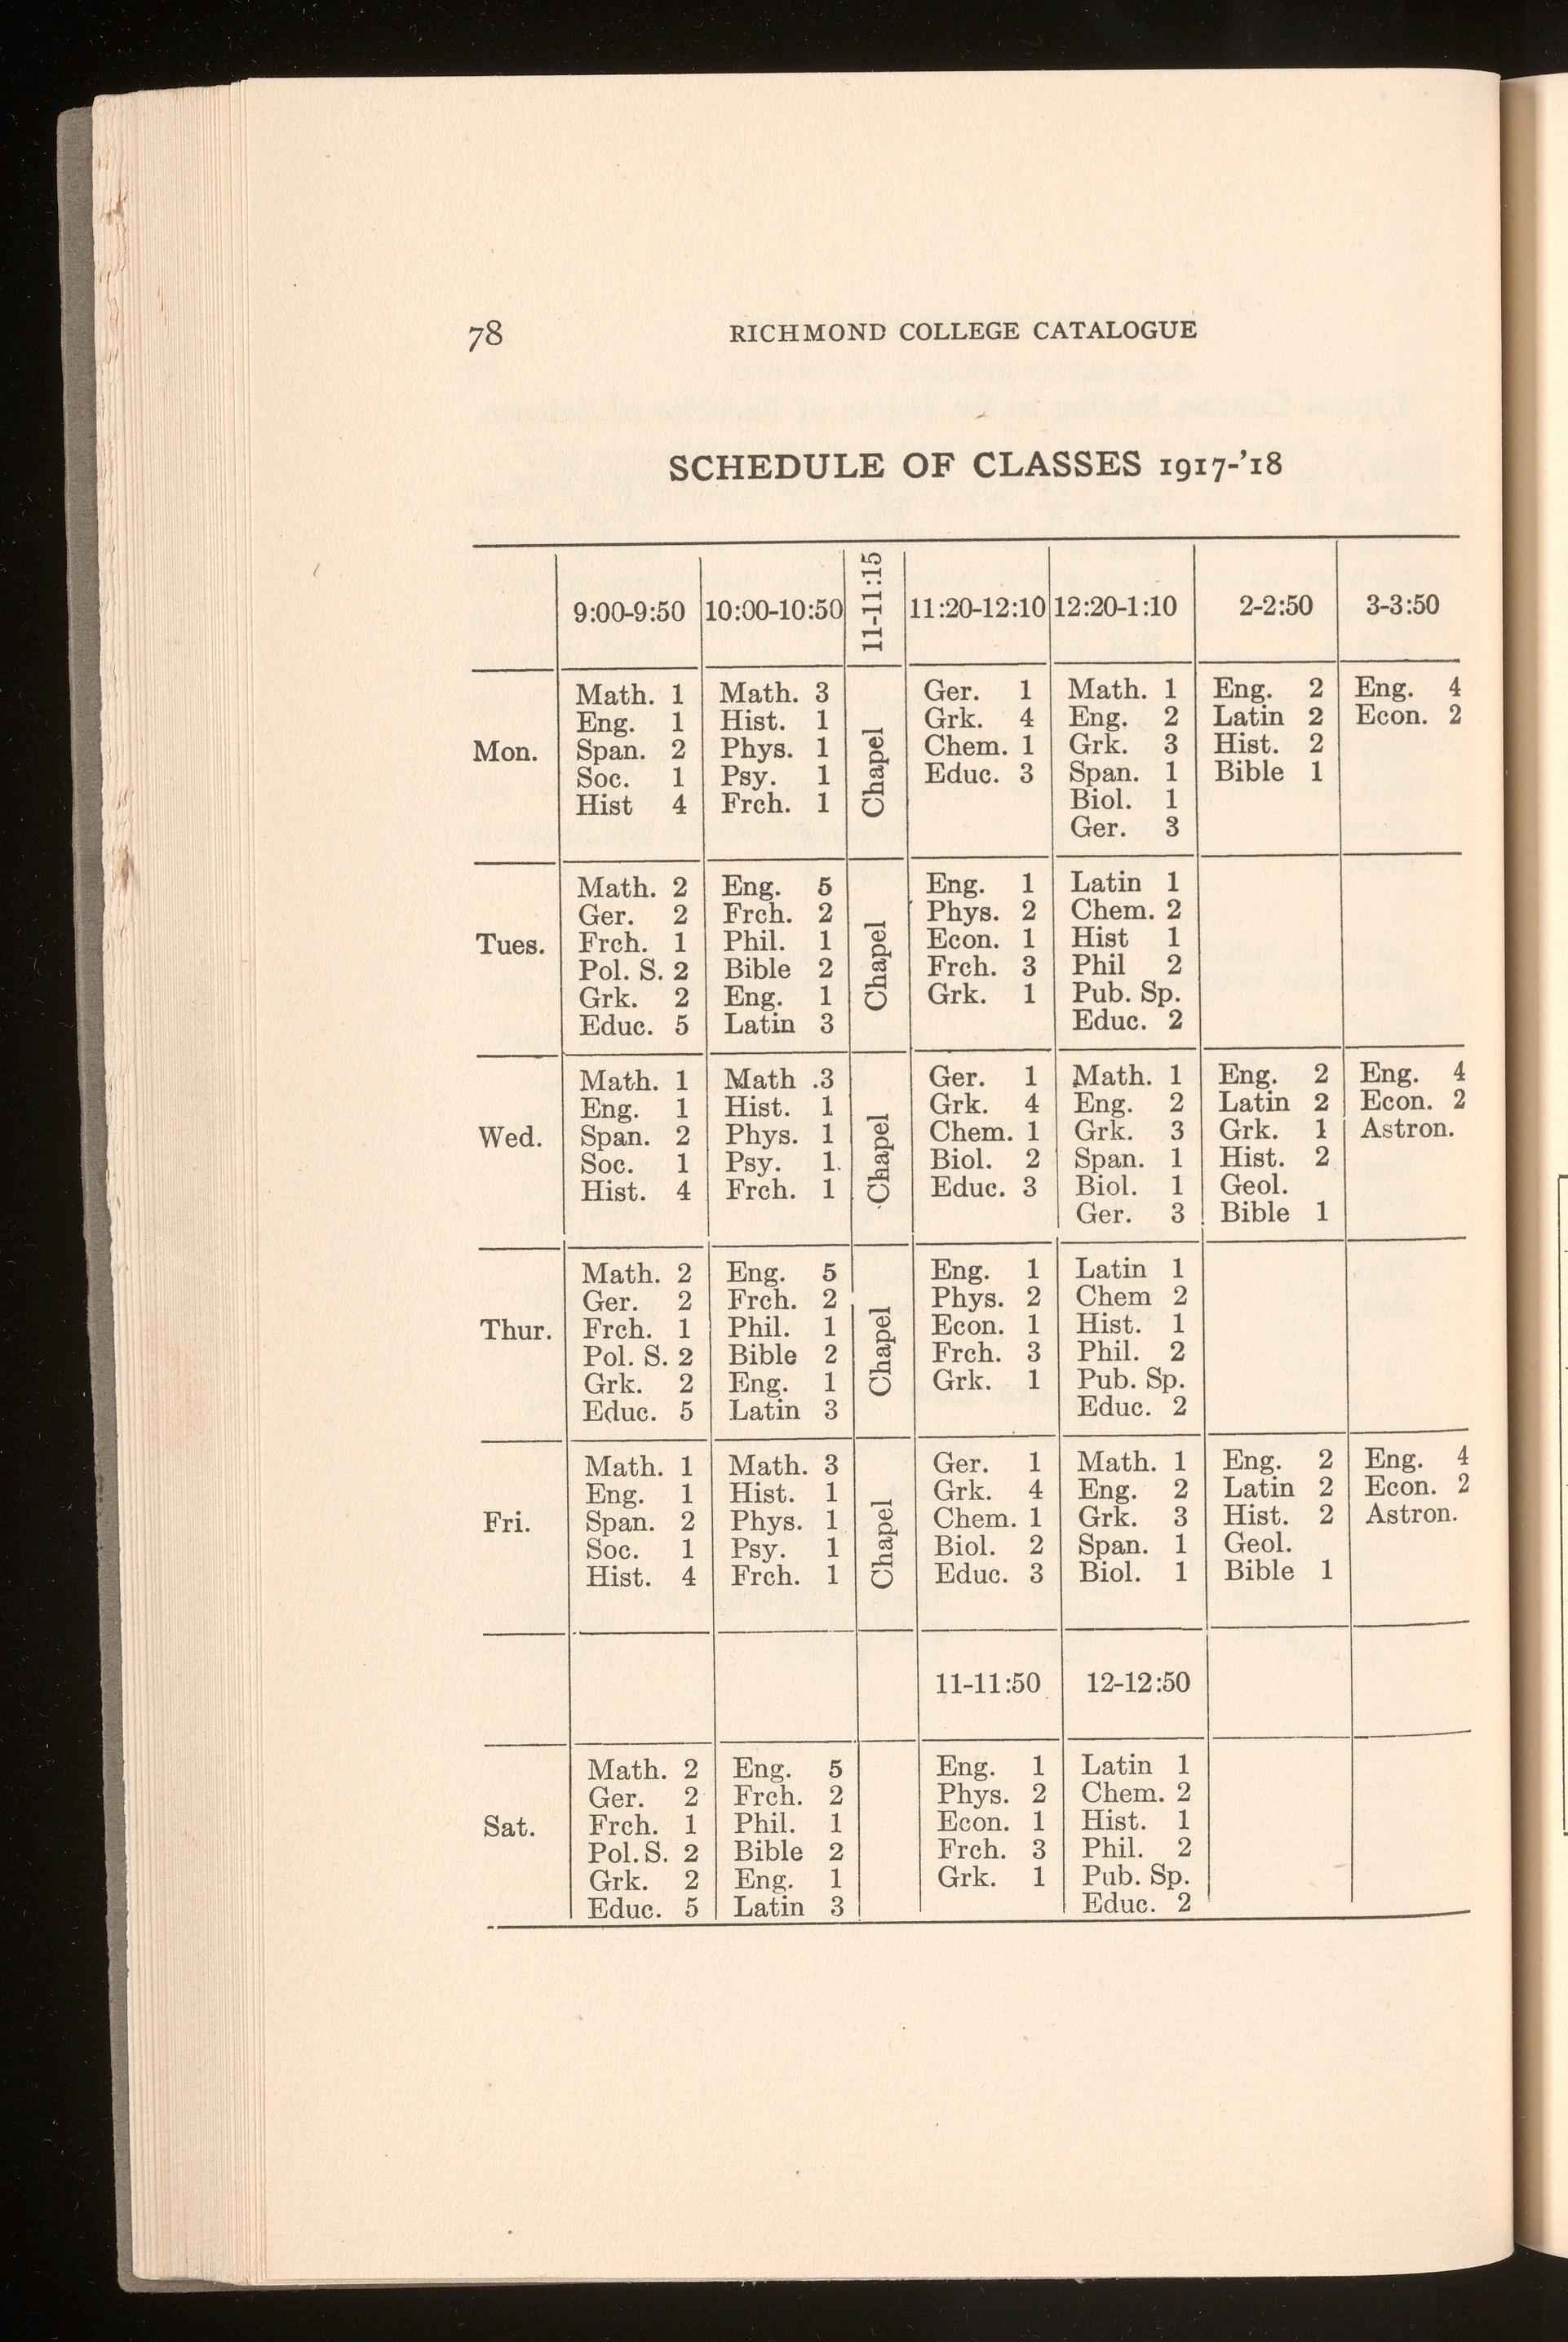 78 RICHMOND COLLEGE CATALOGUE
SCHEDULE OF CLASSES 1917-'18
9:00-9:50 10:00-10:50 11-11:15 11:20-12:10 12:20-1:10 2-2:50 3-3:50
Mon.
Math. 1 Math. 3 Chapel Ger. 1 Math. 1 Eng. 2 Eng. 4
Eng. 1 Hist. 1 Grk. 4 Eng. 2 Latin 2 Econ. 2
Span. 2 Phys. 1 Chem. 1 Grk. 3 Hist. 2
Soc. 1 Psy. 1 Educ. 3 Span. 1 Bible 1
Hist 4 Frch. 1 Biol. 1
Ger. 3
Tues.
Math. 2 Eng. 5 Chapel Eng. 1 Latin 1
Ger. 2 Frch. 2 Phys. 2 Chem. 2
Frch. 1 Phil. 1 Econ. 1 Hist 1
Pol. S. 2 Bible 2 Frch. 3 Phil 2
Grk. 2 Eng. 1 Grk. 1 Pub. Sp.
Educ. 5 Latin 3 Educ. 2
Wed.
Math. 1 Math .3 Chapel Ger. 1 Math. 1 Eng. 2 Eng. 4
Eng. 1 Hist. 1 Grk. 4 Eng. 2 Latin 2 Econ. 2
Span. 2 Phys. 1 Chem. 1 Grk. 3 Grk. 1 Astron.
Soc. 1 Psy. 1 Biol. 2 Span. 1 Hist. 2
Hist. 4 Frch. 1 Educ. 3 Biol. 1 Geol.
Ger. 3 Bible 1
Thur.
Math. 2 Eng. 5 Chapel Eng. 1 Latin 1
Ger. 2 Frch. 2 Phys. 2 Chem 2
Frch. 1 Phil. 1 Econ. 1 Hist. 1
Pol. S. 2 Bible 2 Frch. 3 Phil. 2
Grk. 2 Eng. 1 Grk. 1 Pub. Sp.
Educ. 5 Latin 3 Educ. 2
Fri.
Math. 1 Math. 3 Chapel Ger. 1 Math. 1 Eng. 2 Eng. 4
Eng. 1 Hist. 1 Grk. 4 Eng. 2 Latin 2 Econ. 2
Span. 2 Phys. 1 Chem. 1 Grk. 3 Hist. 2 Astron.
Soc. 1 Psy. 1 Biol. 2 Span. 1 Geol.
Hist. 4 Frch. 1 Educ. 3 Biol. 1 Bible 1
11-11:50 12-12:50
Sat.
Math. 2 Eng. 5 Eng. 1 Latin 1
Ger. 2 Frch. 2 Phys. 2 Chem. 2
Frch. 1 Phil. 1 Econ. 1 Hist. 1
Pol. S. 2 Bible 2 Frch. 3 Phil. 2
Grk. 2 Eng. 1 Grk. 1 Pub. Sp.
Educ. 5 Latin 3 Educ. 2